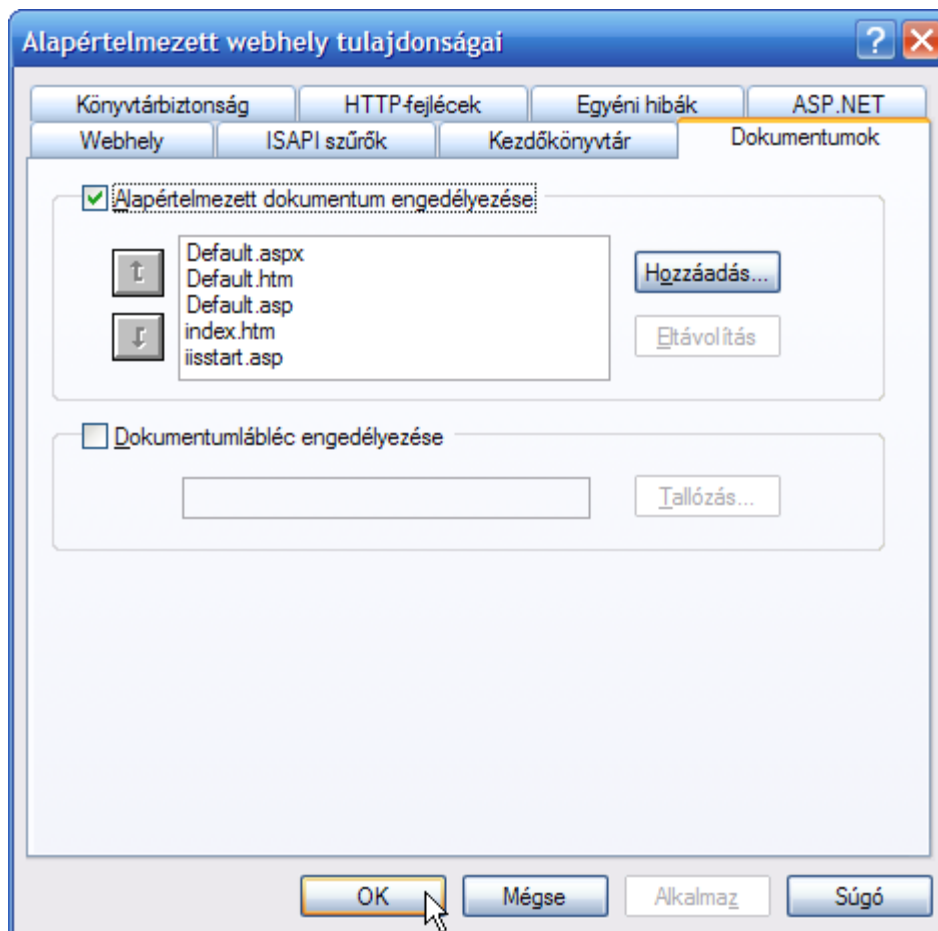 Alapértelmezett webhely tulajdonságai
Könyvtárbiztonság HTTP-fejlécek Egyéni hibák ASP.NET
Webhely ISAPI szűrők Kezdőkönyvtár Dokumentumok
Alapértelmezett dokumentum engedélyezése
Default.aspx
Default.htm
Default.asp
index.htm
iisstart.asp
Hozzáadás...
Eltávolítás
Dokumentumlábléc engedélyezése
Tallózás...
OK Mégse Alkalmaz Súgó